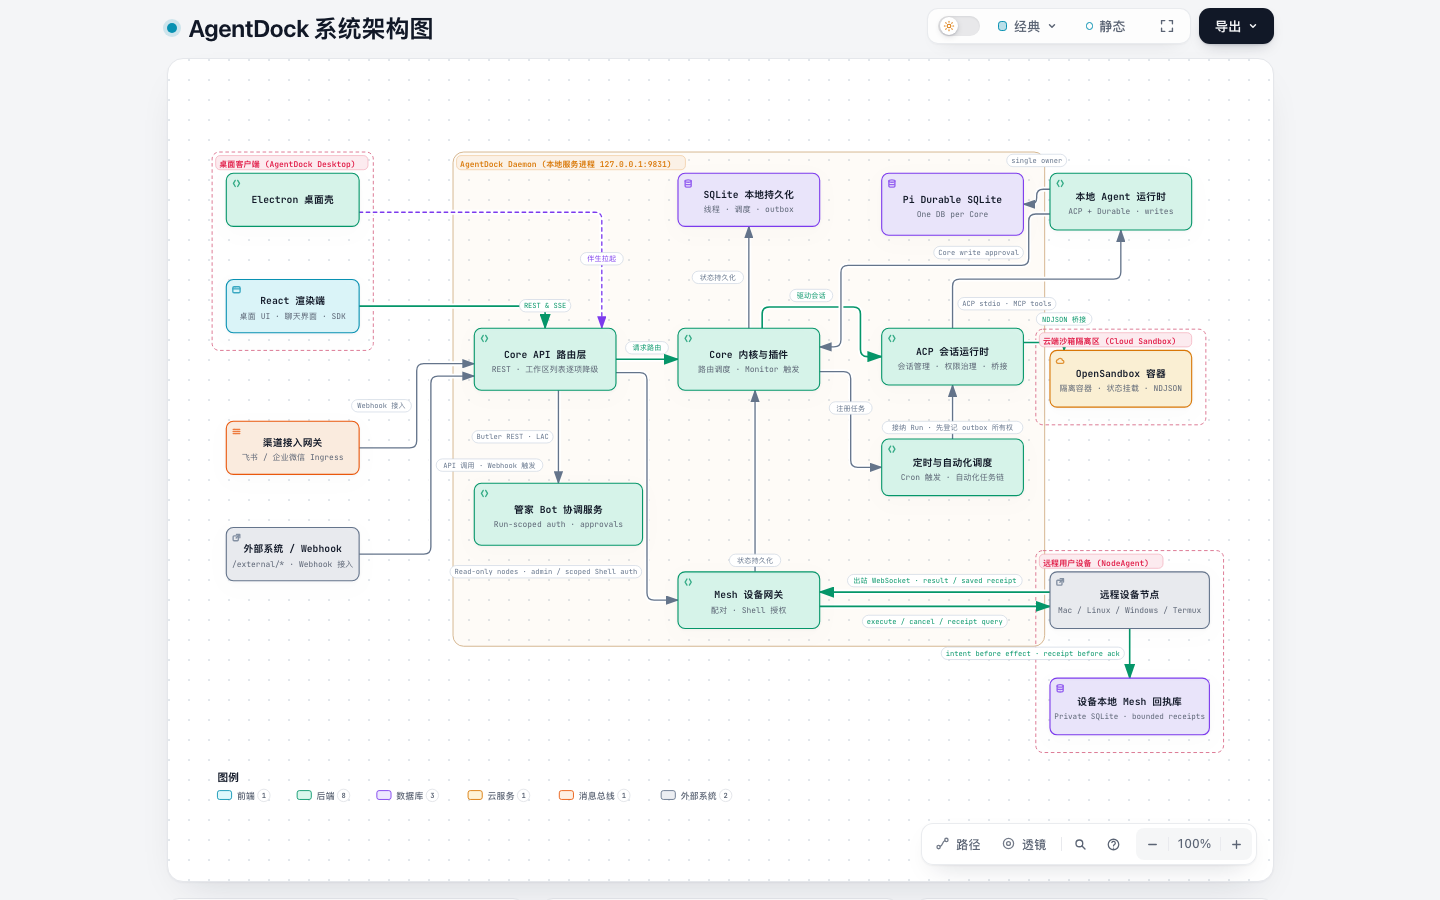 AgentDock 系统架构图
经典
静态
导出
桌面客户端 (AgentDock Desktop)
Electron 桌面壳
React 渲染端
桌面 UI · 聊天界面 · SDK
AgentDock Daemon (本地服务进程 127.0.0.1:9831)
SQLite 本地持久化
线程 · 调度 · outbox
Pi Durable SQLite
One DB per Core
single owner
本地 Agent 运行时
ACP + Durable · writes
伴生拉起
状态持久化
Core write approval
驱动会话
ACP stdio · MCP tools
REST & SSE
NDJSON 桥接
Core API 路由层
REST · 工作区列表逐项降级
请求路由
Core 内核与插件
路由调度 · Monitor 触发
ACP 会话运行时
会话管理 · 权限治理 · 桥接
云端沙箱隔离区 (Cloud Sandbox)
OpenSandbox 容器
隔离容器 · 状态挂载 · NDJSON
Webhook 接入
注册任务
渠道接入网关
飞书 / 企业微信 Ingress
Butler REST · LAC
接纳 Run · 先登记 outbox 所有权
API 调用 · Webhook 触发
定时与自动化调度
Cron 触发 · 自动化任务链
管家 Bot 协调服务
Run-scoped auth · approvals
外部系统 / Webhook
/external/* · Webhook 接入
状态持久化
Read-only nodes · admin / scoped Shell auth
远程用户设备 (NodeAgent)
Mesh 设备网关
配对 · Shell 授权
出站 WebSocket · result / saved receipt
execute / cancel / receipt query
远程设备节点
Mac / Linux / Windows / Termux
intent before effect · receipt before ack
设备本地 Mesh 回执库
Private SQLite · bounded receipts
图例
前端 1
后端 8
数据库 3
云服务 1
消息总线 1
外部系统 2
路径
透镜
100%